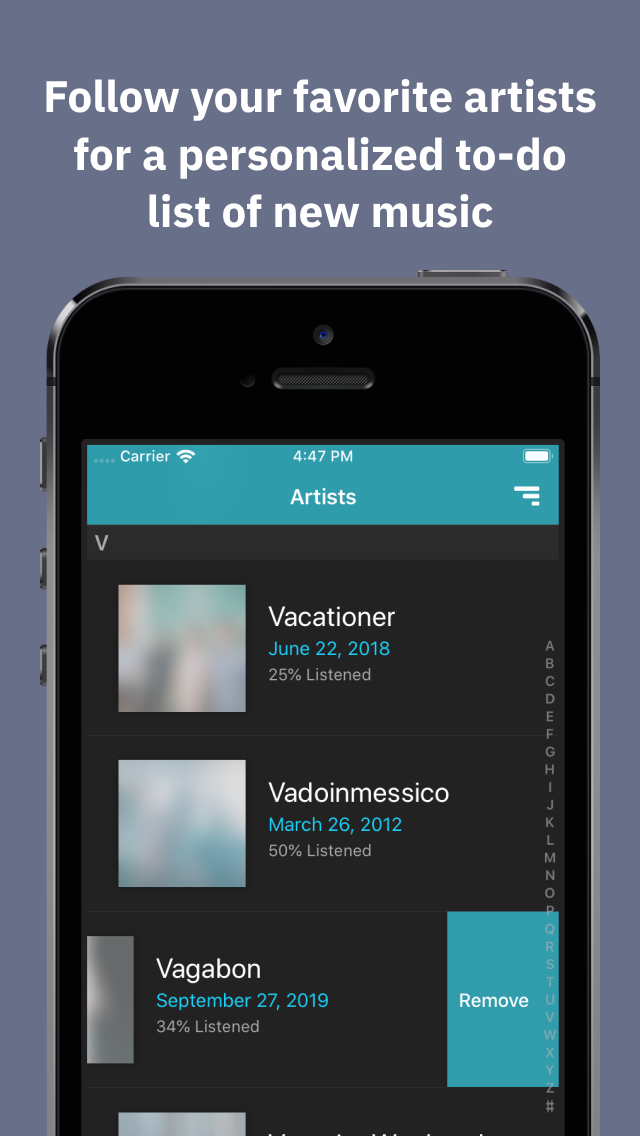 Follow your favorite artists
for a personalized to-do
list of new music
Carrier 4:47 PM
Artists
V
Vacationer
June 22, 2018
25% Listened
Vadoinmessico
March 26, 2012
50% Listened
Vagabon
September 27, 2019
34% Listened
Remove
A
B
C
D
E
F
G
H
I
J
K
L
M
N
O
P
Q
R
S
T
U
V
W
X
Y
Z
#